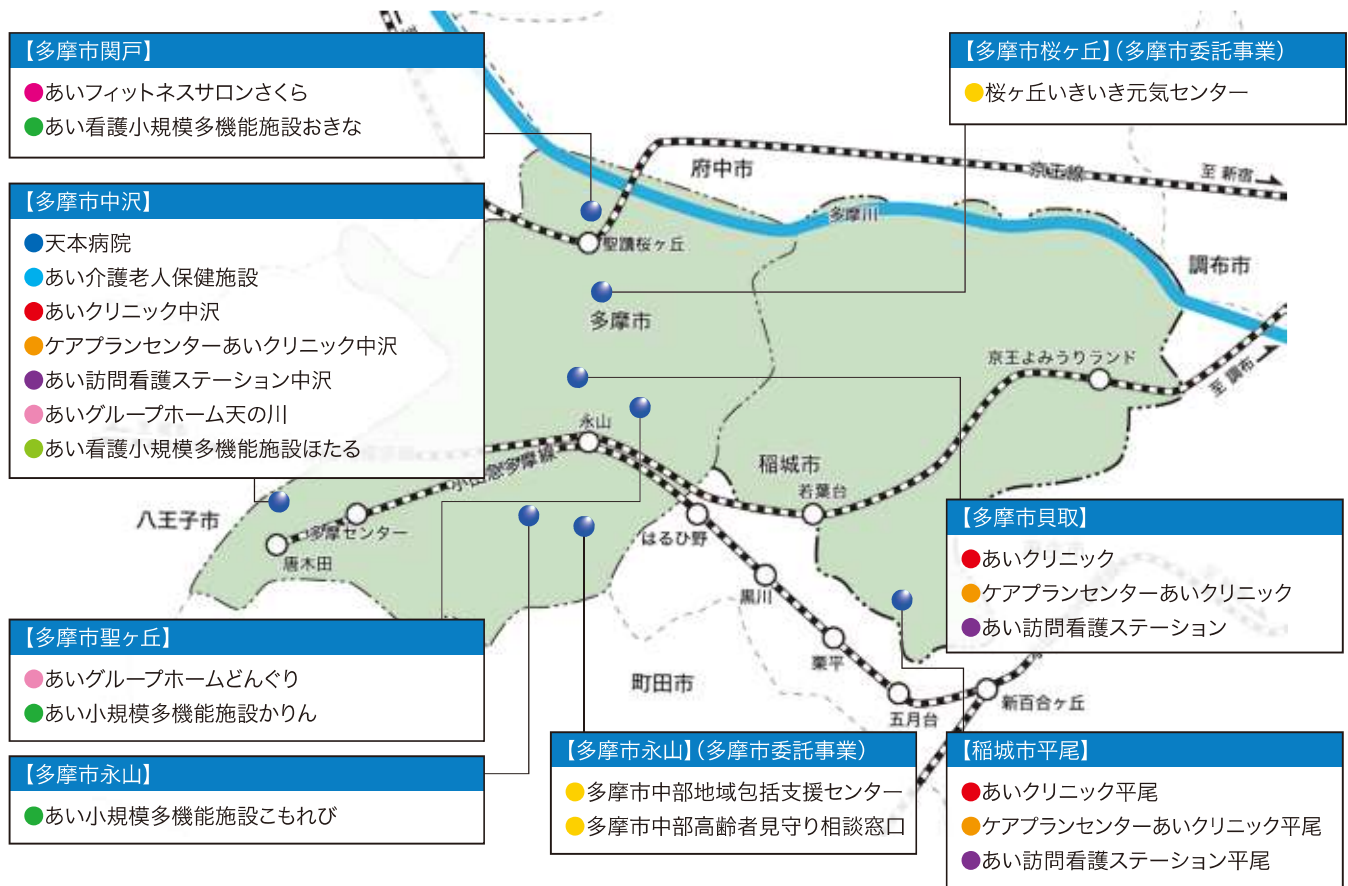 【多摩市関戸】
あいフィットネスサロンさくら
あい看護小規模多機能施設おきな
【多摩市桜ヶ丘】(多摩市委託事業)
桜ヶ丘いきいき元気センター
【多摩市中沢】
天本病院
あい介護老人保健施設
あいクリニック中沢
ケアプランセンターあいクリニック中沢
あい訪問看護ステーション中沢
あいグループホーム天の川
あい看護小規模多機能施設ほたる
府中市
京王線
至 新宿
多摩川
聖蹟桜ヶ丘
調布市
多摩市
京王よみうりランド
至 調布
永山
小田急多摩線
稲城市
若葉台
八王子市
多摩センター
唐木田
はるひ野
黒川
栗平
町田市
五月台
新百合ヶ丘
【多摩市貝取】
あいクリニック
ケアプランセンターあいクリニック
あい訪問看護ステーション
【多摩市聖ヶ丘】
あいグループホームどんぐり
あい小規模多機能施設かりん
【多摩市永山】
あい小規模多機能施設こもれび
【多摩市永山】(多摩市委託事業)
多摩市中部地域包括支援センター
多摩市中部高齢者見守り相談窓口
【稲城市平尾】
あいクリニック平尾
ケアプランセンターあいクリニック平尾
あい訪問看護ステーション平尾